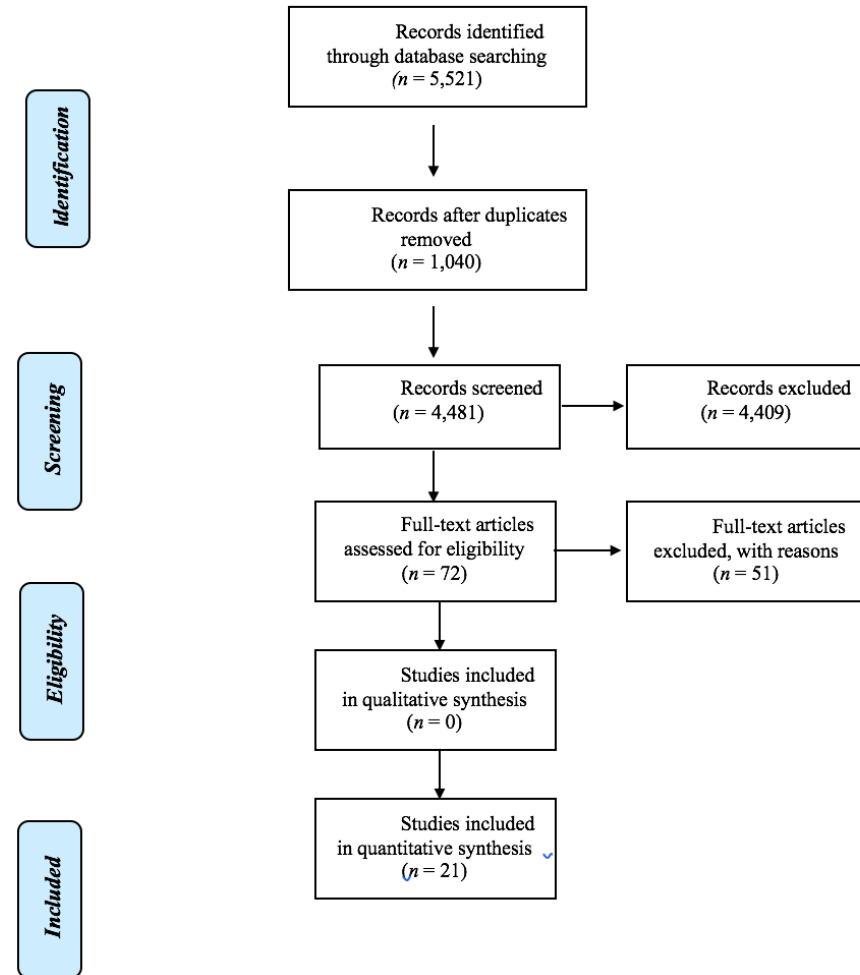 Records identified
through database searching
(n = 5,521)
Identification
Records after duplicates
removed
(n = 1,040)
Screening
Records screened
(n = 4,481)
Records excluded
(n = 4,409)
Full-text articles
assessed for eligibility
(n = 72)
Full-text articles
excluded, with reasons
(n = 51)
Eligibility
Studies included
in qualitative synthesis
(n = 0)
Included
Studies included
in quantitative synthesis
(n = 21)